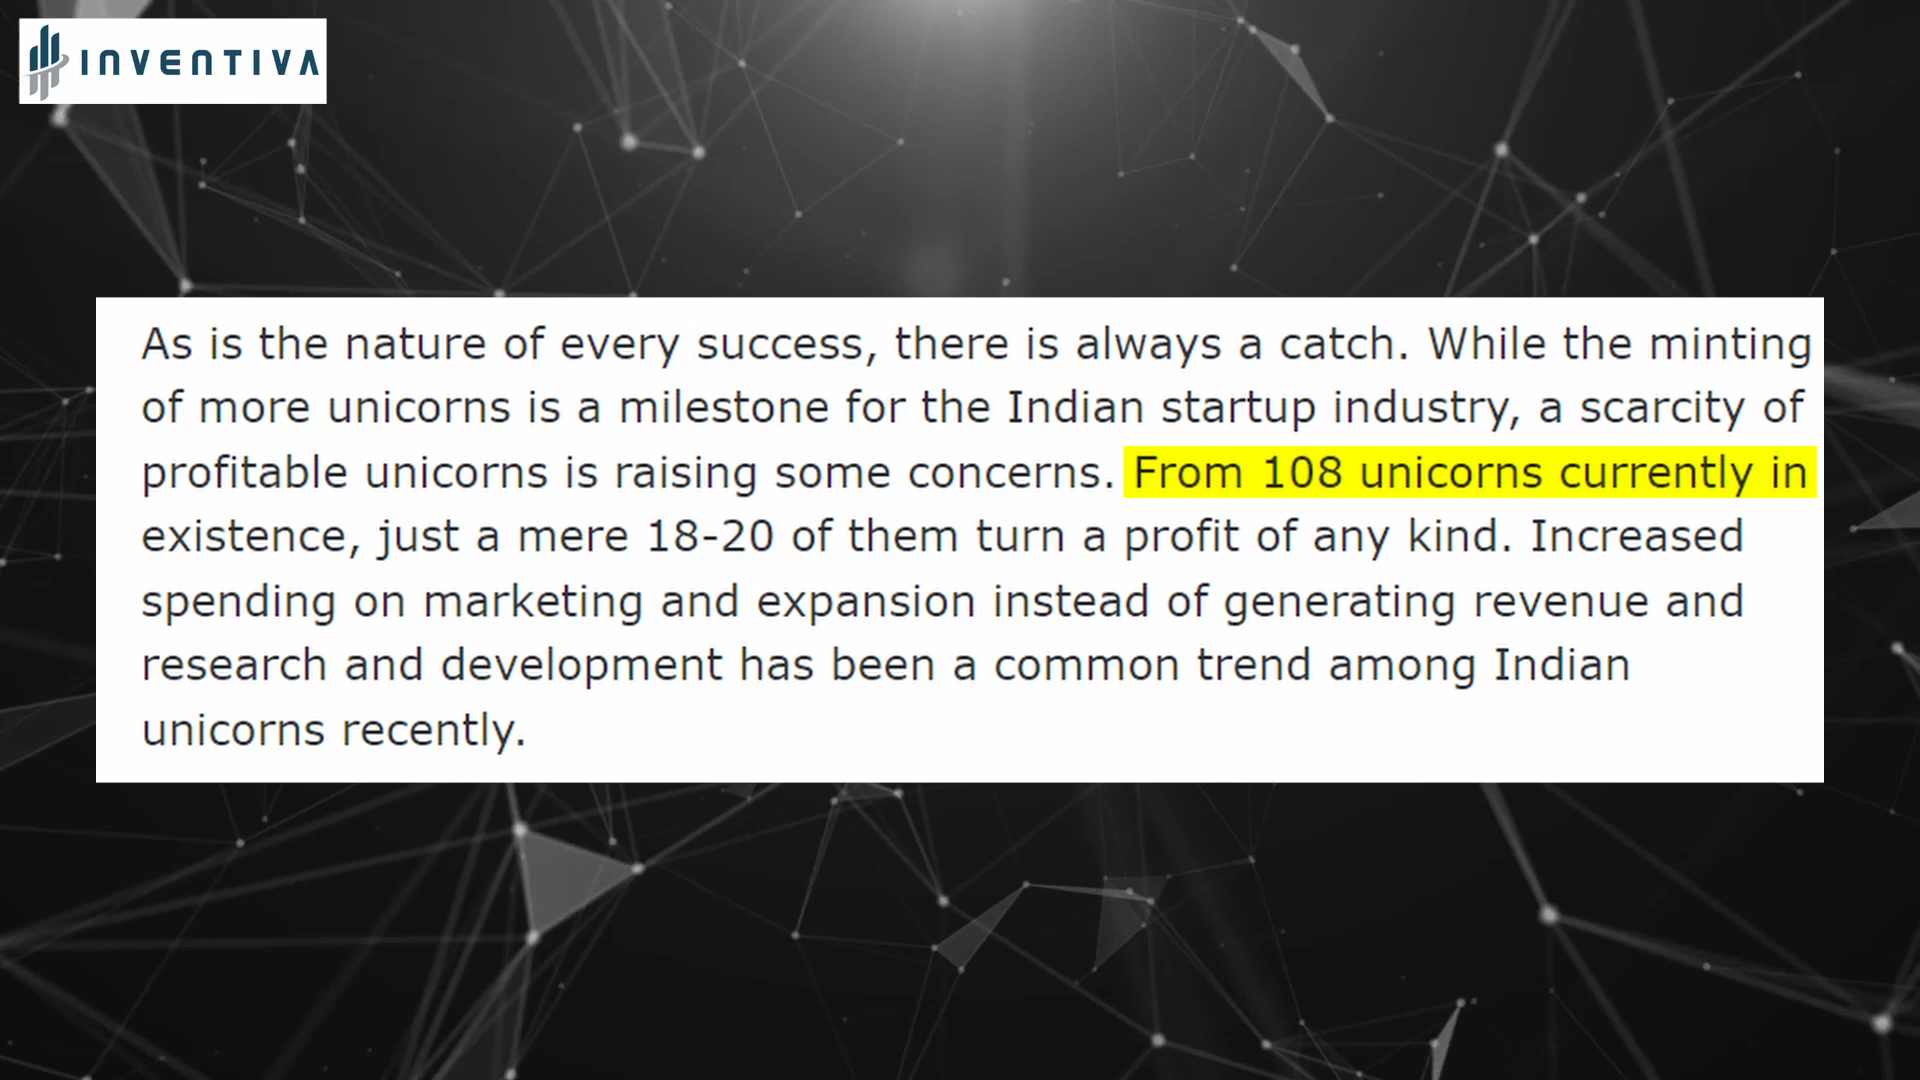 INVENTIVA
As is the nature of every success, there is always a catch. While the minting
of more unicorns is a milestone for the Indian startup industry, a scarcity of
profitable unicorns is raising some concerns. From 108 unicorns currently in
existence, just a mere 18-20 of them turn a profit of any kind. Increased
spending on marketing and expansion instead of generating revenue and
research and development has been a common trend among Indian
unicorns recently.